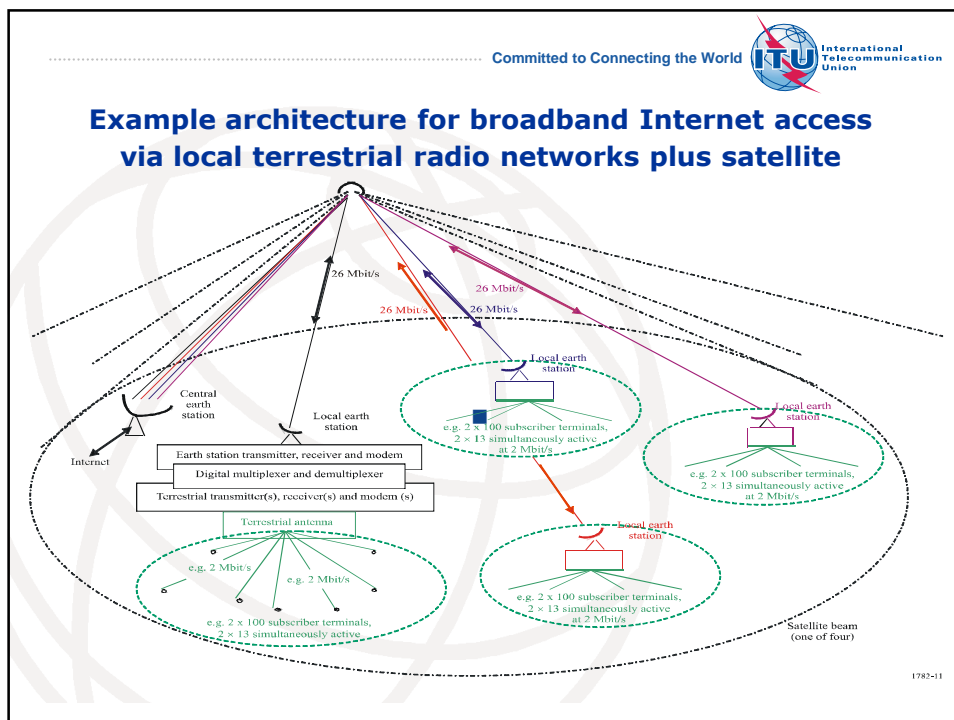 Committed to Connecting the World
ITU
International
Telecommunication
Union
Example architecture for broadband Internet access
via local terrestrial radio networks plus satellite
26 Mbit/s
26 Mbit/s
26 Mbit/s
26 Mbit/s
Central
earth
station
Internet
Local earth
station
Earth station transmitter, receiver and modem
Digital multiplexer and demultiplexer
Terrestrial transmitter(s), receiver(s) and modem (s)
Terrestrial antenna
e.g. 2 Mbit/s
e.g. 2 Mbit/s
e.g. 2 x 100 subscriber terminals,
2 × 13 simultaneously active
Local earth
station
e.g. 2 x 100 subscriber terminals,
2 × 13 simultaneously active
at 2 Mbit/s
Local earth
station
e.g. 2 x 100 subscriber terminals,
2 × 13 simultaneously active
at 2 Mbit/s
Local earth
station
e.g. 2 x 100 subscriber terminals,
2 × 13 simultaneously active
at 2 Mbit/s
Satellite beam
(one of four)
1782-11